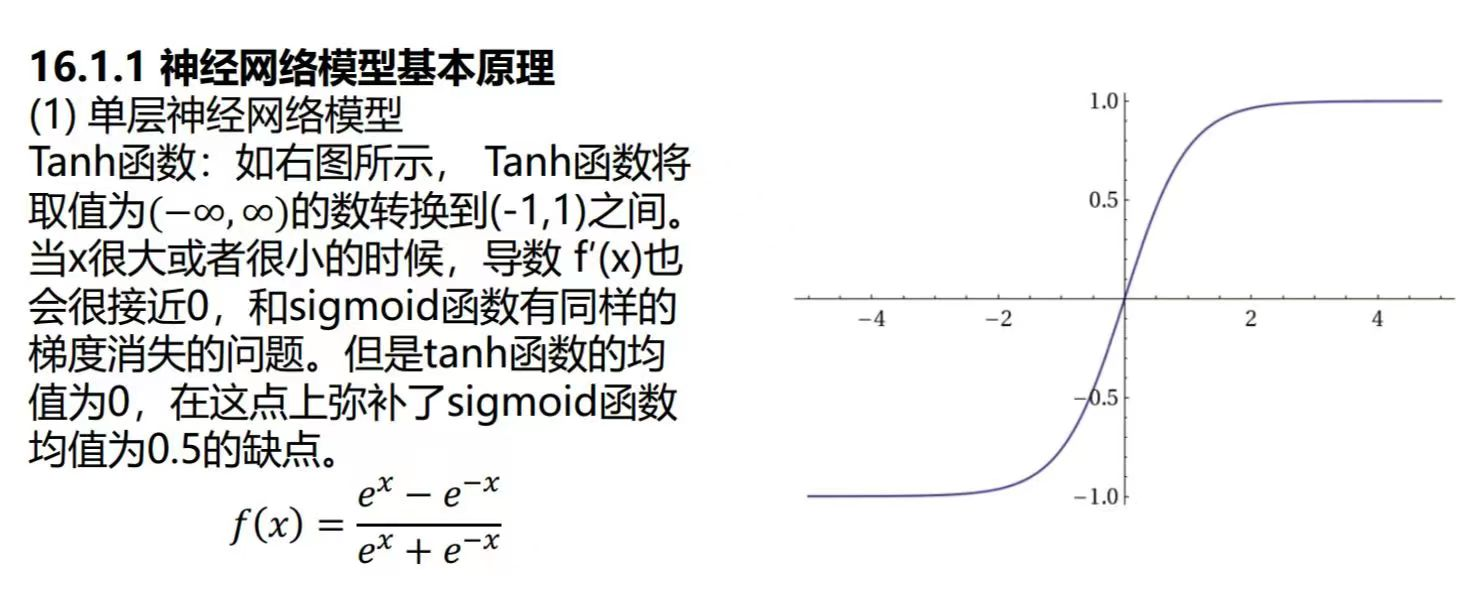 16.1.1 神经网络模型基本原理
(1) 单层神经网络模型
Tanh函数：如右图所示， Tanh函数将
取值为(−∞, ∞)的数转换到(-1,1)之间。
当x很大或者很小的时候，导数 f′(x)也
会很接近0，和sigmoid函数有同样的
梯度消失的问题。但是tanh函数的均
值为0，在这点上弥补了sigmoid函数
均值为0.5的缺点。
f(x) = (e^x − e^{−x}) / (e^x + e^{−x})
1.0
0.5
−4 −2 2 4
−0.5
−1.0